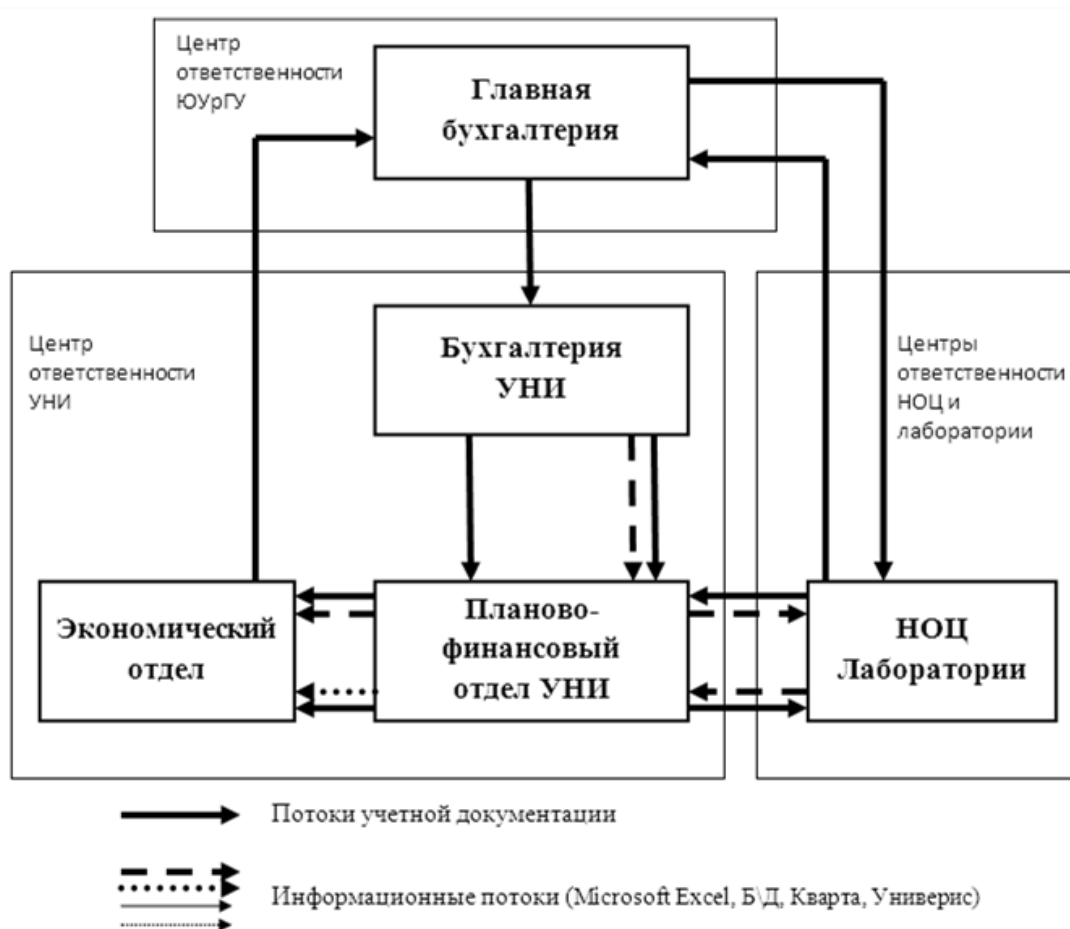 Центр
ответственности
ЮУрГУ
Главная
бухгалтерия
Центр
ответственности
УНИ
Бухгалтерия
УНИ
Центры
ответственности
НОЦ и
лаборатории
Экономический
отдел
Планово-
финансовый
отдел УНИ
НОЦ
Лаборатории
Потоки учетной документации
Информационные потоки (Microsoft Excel, Б\Д, Кварта, Универис)